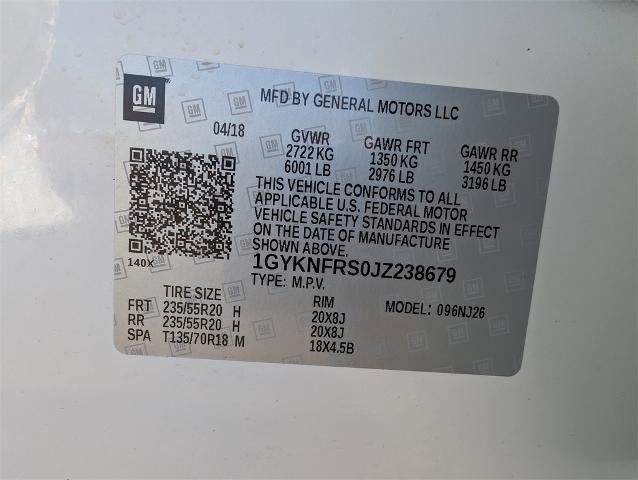 GM
MFD BY GENERAL MOTORS LLC
04/18 GVWR GAWR FRT GAWR RR
2722 KG 1350 KG 1450 KG
6001 LB 2976 LB 3196 LB
THIS VEHICLE CONFORMS TO ALL
APPLICABLE U.S. FEDERAL MOTOR
VEHICLE SAFETY STANDARDS IN EFFECT
ON THE DATE OF MANUFACTURE
SHOWN ABOVE.
140X 1GYKNFRS0JZ238679
TYPE: M.P.V.
TIRE SIZE RIM MODEL: 096NJ26
FRT 235/55R20 H 20X8J
RR 235/55R20 H 20X8J
SPA T135/70R18 M 18X4.5B